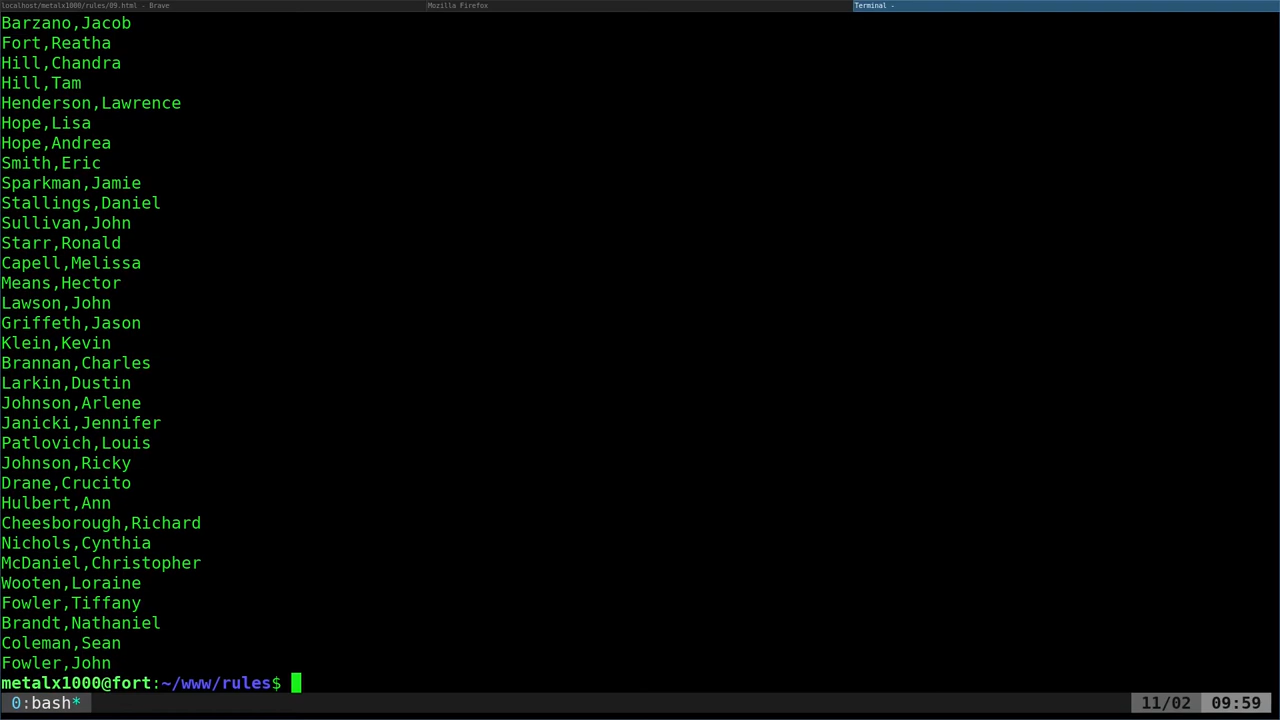 localhost/metalx1000/rules/09.html - Brave
Mozilla Firefox
Terminal -
Barzano,Jacob
Fort,Reatha
Hill,Chandra
Hill,Tam
Henderson,Lawrence
Hope,Lisa
Hope,Andrea
Smith,Eric
Sparkman,Jamie
Stallings,Daniel
Sullivan,John
Starr,Ronald
Capell,Melissa
Means,Hector
Lawson,John
Griffeth,Jason
Klein,Kevin
Brannan,Charles
Larkin,Dustin
Johnson,Arlene
Janicki,Jennifer
Patlovich,Louis
Johnson,Ricky
Drane,Crucito
Hulbert,Ann
Cheesborough,Richard
Nichols,Cynthia
McDaniel,Christopher
Wooten,Loraine
Fowler,Tiffany
Brandt,Nathaniel
Coleman,Sean
Fowler,John
metalx1000@fort:~/www/rules$
0:bash*
11/02 09:59